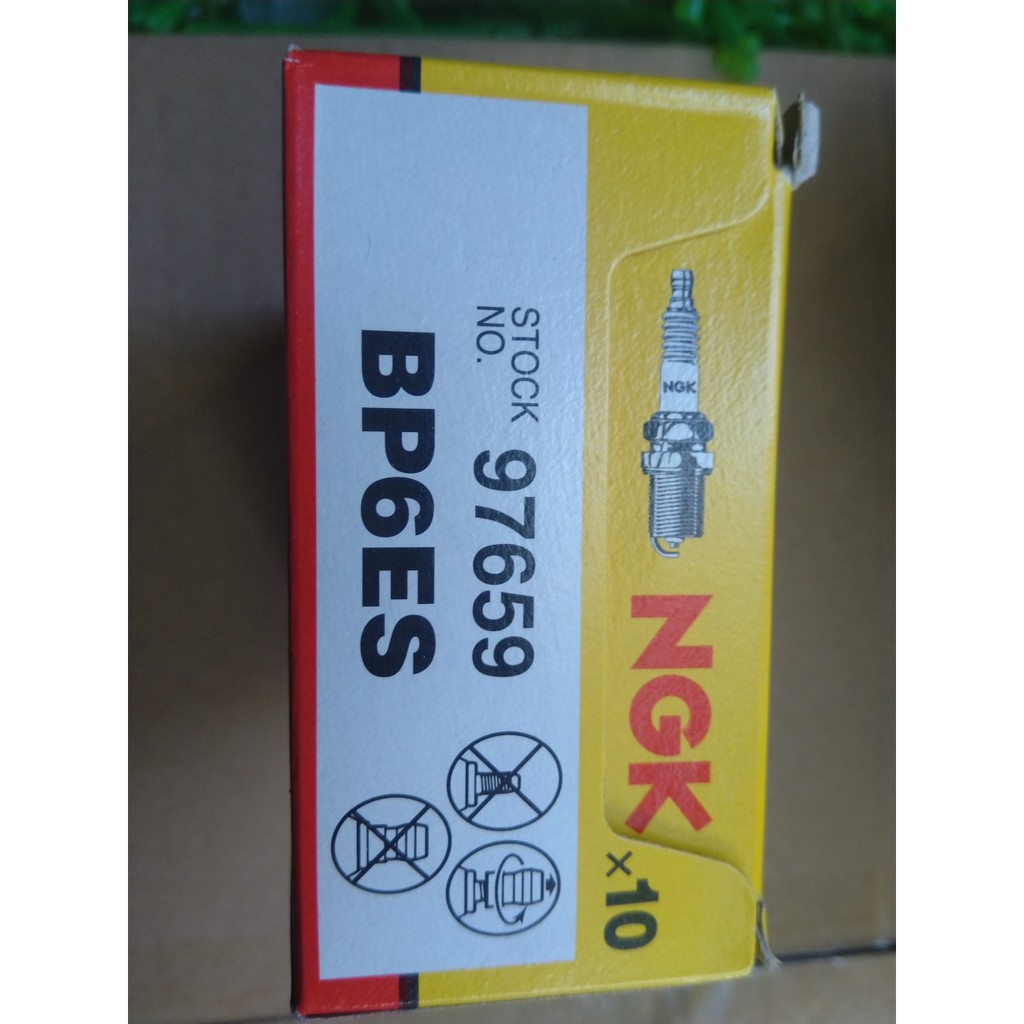 NGK
NGK
×10
STOCK
NO.
97659
BP6ES